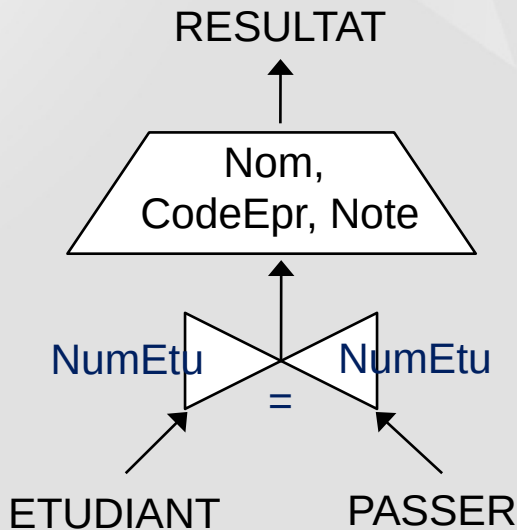 RESULTAT
Nom,
CodeEpr, Note
NumEtu NumEtu
=
ETUDIANT PASSER